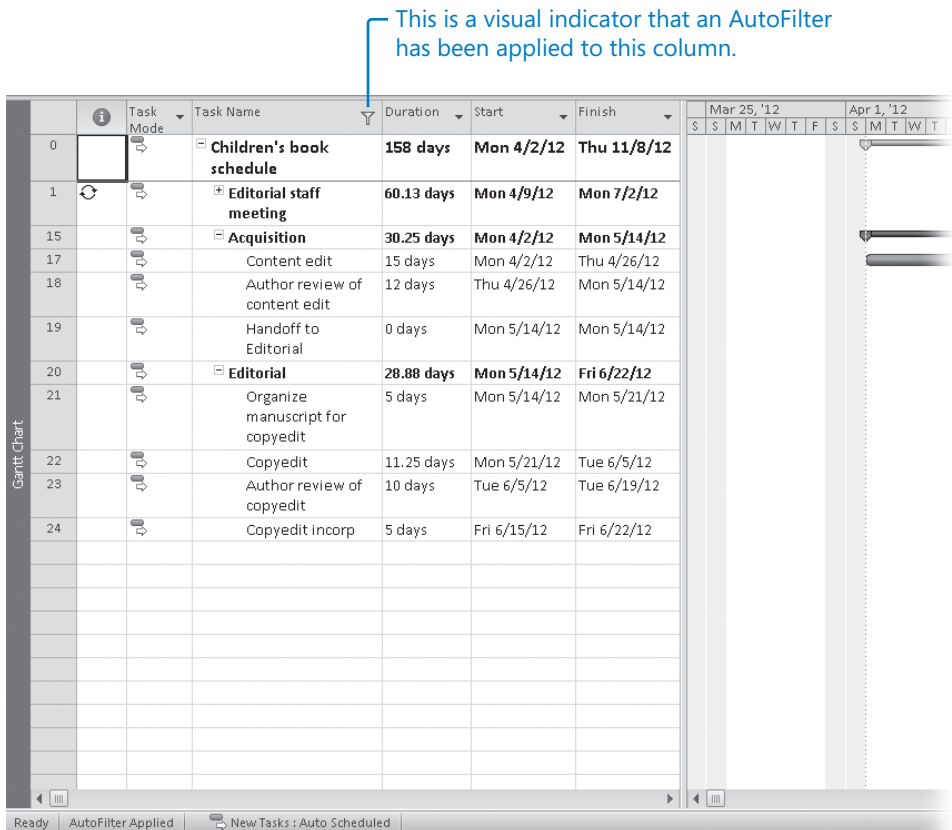 This is a visual indicator that an AutoFilter
has been applied to this column.
Task Mode Task Name Duration Start Finish Mar 25, '12 Apr 1, '12
S S M T W T F S S M T W T
0 Children's book schedule 158 days Mon 4/2/12 Thu 11/8/12
1 Editorial staff meeting 60.13 days Mon 4/9/12 Mon 7/2/12
15 Acquisition 30.25 days Mon 4/2/12 Mon 5/14/12
17 Content edit 15 days Mon 4/2/12 Thu 4/26/12
18 Author review of content edit 12 days Thu 4/26/12 Mon 5/14/12
19 Handoff to Editorial 0 days Mon 5/14/12 Mon 5/14/12
20 Editorial 28.88 days Mon 5/14/12 Fri 6/22/12
21 Organize manuscript for copyedit 5 days Mon 5/14/12 Mon 5/21/12
22 Copyedit 11.25 days Mon 5/21/12 Tue 6/5/12
23 Author review of copyedit 10 days Tue 6/5/12 Tue 6/19/12
24 Copyedit incorp 5 days Fri 6/15/12 Fri 6/22/12
Gantt Chart
Ready AutoFilter Applied New Tasks : Auto Scheduled